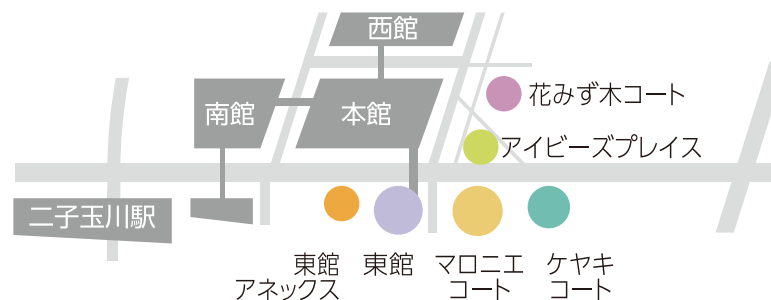 西館
南館
本館
花みず木コート
アイビーズプレイス
二子玉川駅
東館
アネックス
東館
マロニエ
コート
ケヤキ
コート